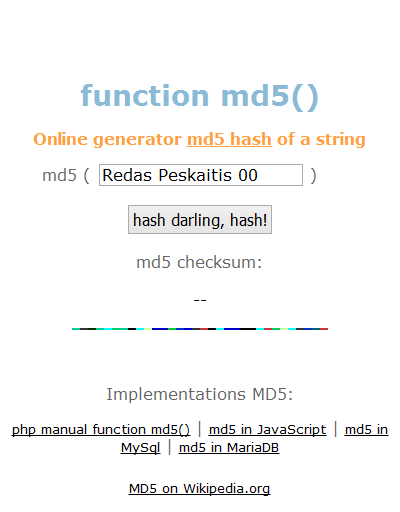 function md5()
Online generator md5 hash of a string
md5 ( Redas Peskaitis 00 )
hash darling, hash!
md5 checksum:
--
Implementations MD5:
php manual function md5() | md5 in JavaScript | md5 in
MySql | md5 in MariaDB
MD5 on Wikipedia.org